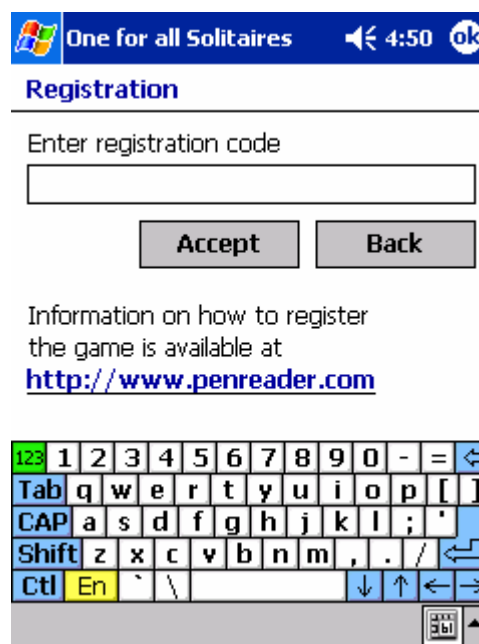 One for all Solitaires 4:50 ok
Registration
Enter registration code
Accept Back
Information on how to register
the game is available at
http://www.penreader.com
123 1 2 3 4 5 6 7 8 9 0 - =
Tab q w e r t y u i o p [ ]
CAP a s d f g h j k l ; '
Shift z x c v b n m , . /
Ctl En ` \